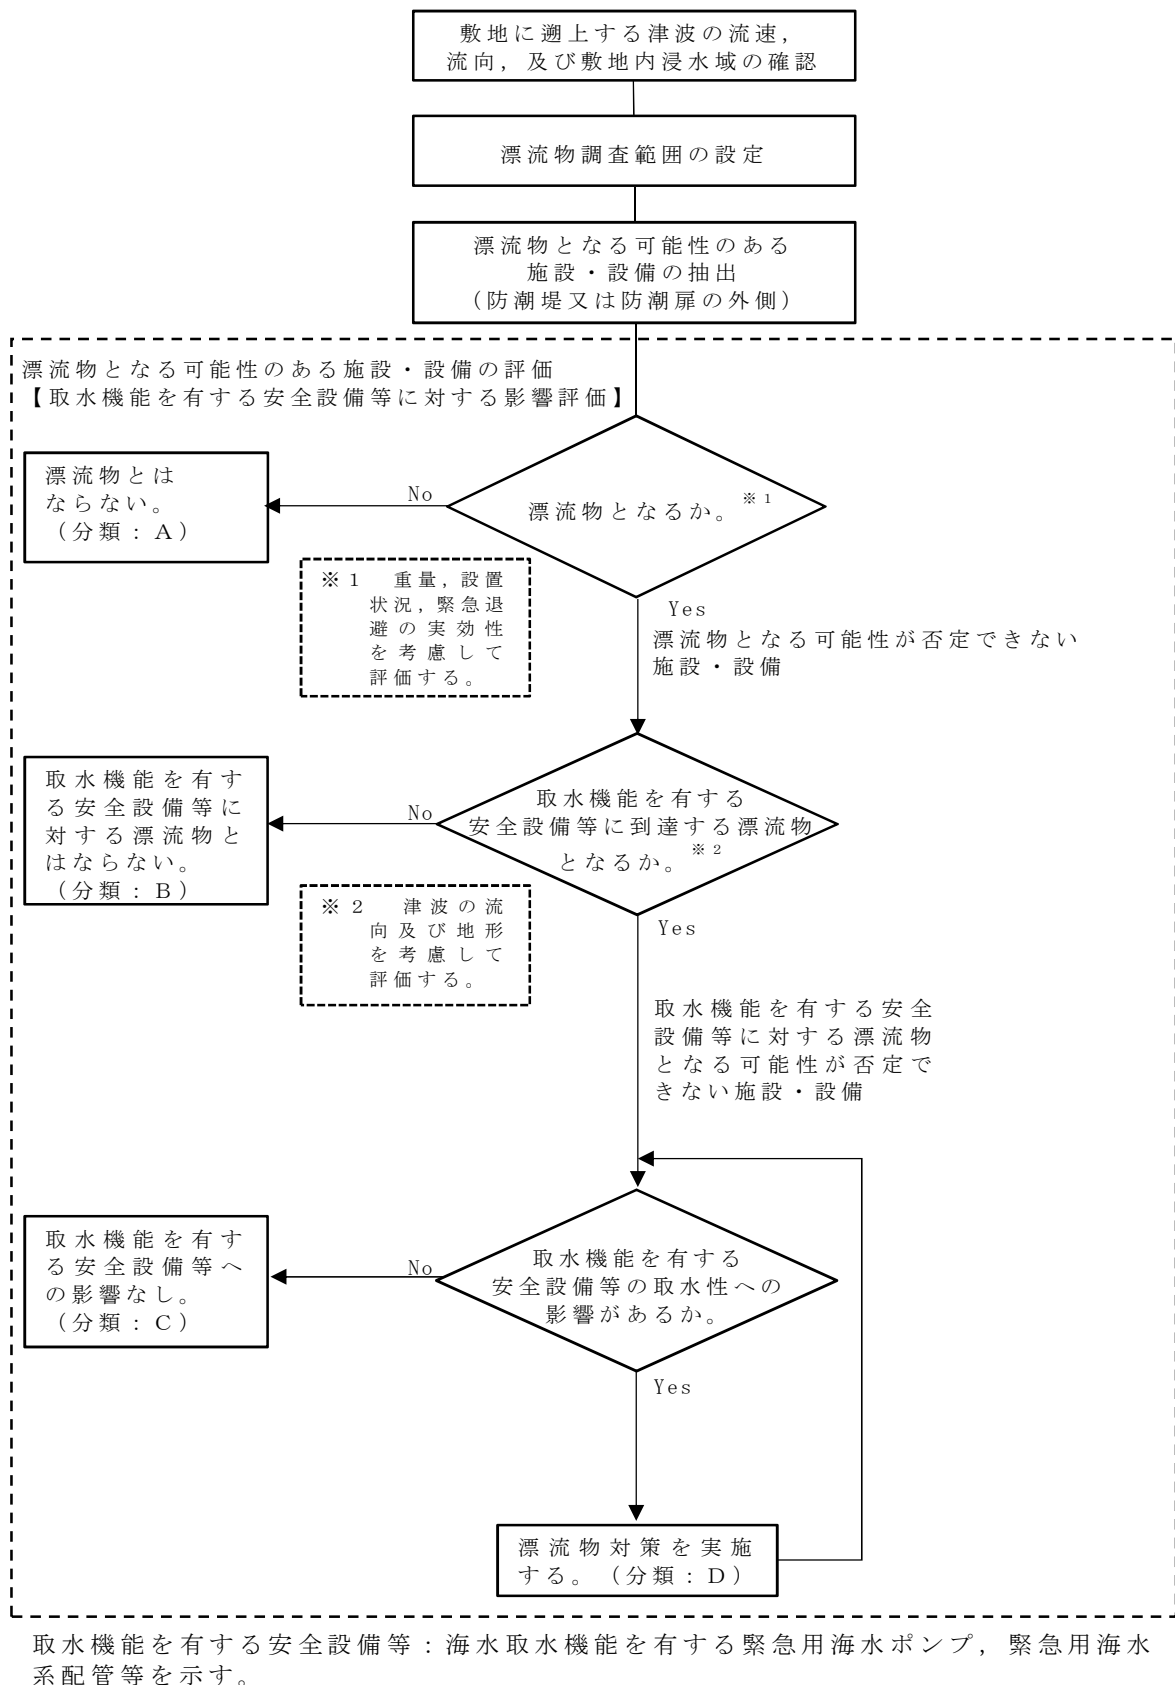 敷地に遡上する津波の流速,
流向, 及び敷地内浸水域の確認
漂流物調査範囲の設定
漂流物となる可能性のある
施設・設備の抽出
(防潮堤又は防潮扉の外側)
漂流物となる可能性のある施設・設備の評価
【取水機能を有する安全設備等に対する影響評価】
漂流物とは
ならない。
(分類：A)
No
漂流物となるか。※1
※1 重量, 設置
状況, 緊急退
避の実効性
を考慮して
評価する。
Yes
漂流物となる可能性が否定できない
施設・設備
取水機能を有す
る安全設備等に
対する漂流物と
はならない。
(分類：B)
No
取水機能を有する
安全設備等に到達する漂流物
となるか。※2
※2 津波の流
向及び地形
を考慮して
評価する。
Yes
取水機能を有する安全
設備等に対する漂流物
となる可能性が否定で
きない施設・設備
取水機能を有す
る安全設備等へ
の影響なし。
(分類：C)
No
取水機能を有する
安全設備等の取水性への
影響があるか。
Yes
漂流物対策を実施
する。(分類：D)
取水機能を有する安全設備等：海水取水機能を有する緊急用海水ポンプ, 緊急用海水
系配管等を示す。